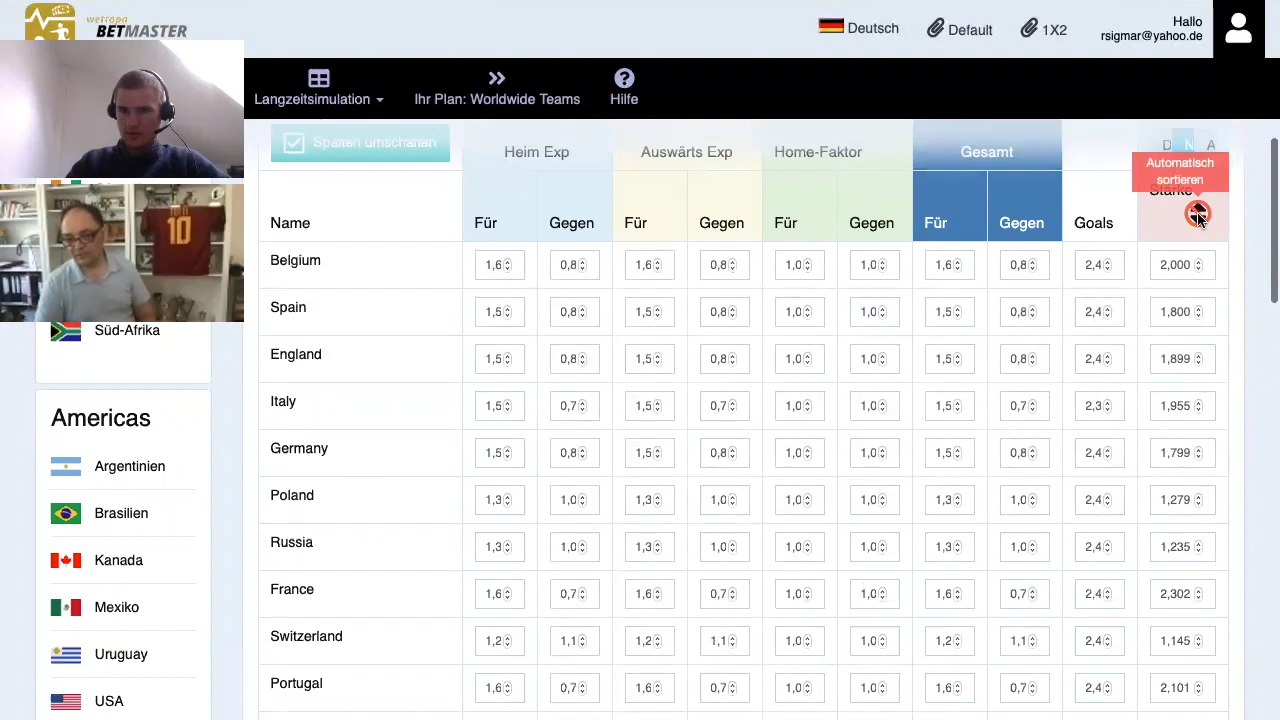 wettopa
BETMASTER
Deutsch
Default
1X2
Hallo
rsigmar@yahoo.de
Langzeitsimulation
Ihr Plan: Worldwide Teams
Hilfe
Spalten umschalten
Heim Exp
Auswärts Exp
Home-Faktor
Gesamt
D N A
Automatisch
sortieren
Stärke
Name
Für Gegen Für Gegen Für Gegen Für Gegen Goals
Belgium 1,6 0,8 1,6 0,8 1,0 1,0 1,6 0,8 2,4 2,000
Spain 1,5 0,8 1,5 0,8 1,0 1,0 1,5 0,8 2,4 1,800
England 1,5 0,8 1,5 0,8 1,0 1,0 1,5 0,8 2,4 1,899
Italy 1,5 0,7 1,5 0,7 1,0 1,0 1,5 0,7 2,3 1,955
Germany 1,5 0,8 1,5 0,8 1,0 1,0 1,5 0,8 2,4 1,799
Poland 1,3 1,0 1,3 1,0 1,0 1,0 1,3 1,0 2,4 1,279
Russia 1,3 1,0 1,3 1,0 1,0 1,0 1,3 1,0 2,4 1,235
France 1,6 0,7 1,6 0,7 1,0 1,0 1,6 0,7 2,4 2,302
Switzerland 1,2 1,1 1,2 1,1 1,0 1,0 1,2 1,1 2,4 1,145
Portugal 1,6 0,7 1,6 0,7 1,0 1,0 1,6 0,7 2,4 2,101
10
Süd-Afrika
Americas
Argentinien
Brasilien
Kanada
Mexiko
Uruguay
USA